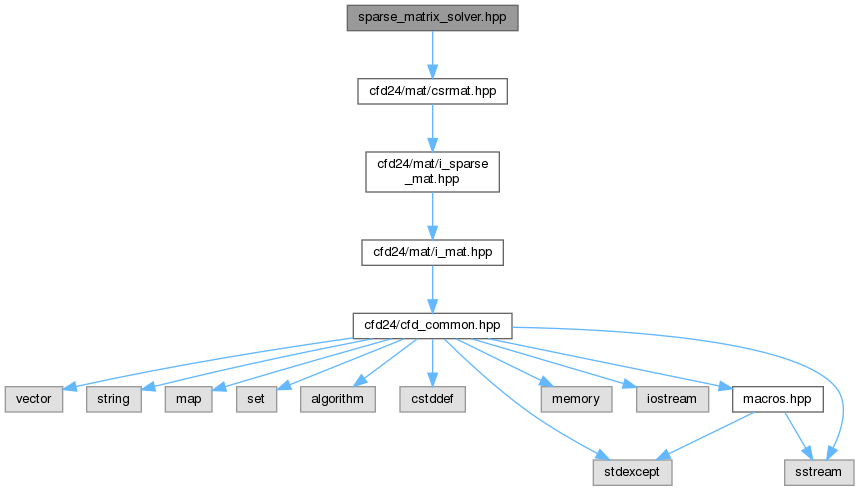 sparse_matrix_solver.hpp
cfd24/mat/csrmat.hpp
cfd24/mat/i_sparse
_mat.hpp
cfd24/mat/i_mat.hpp
cfd24/cfd_common.hpp
vector
string
map
set
algorithm
cstddef
memory
iostream
macros.hpp
stdexcept
sstream